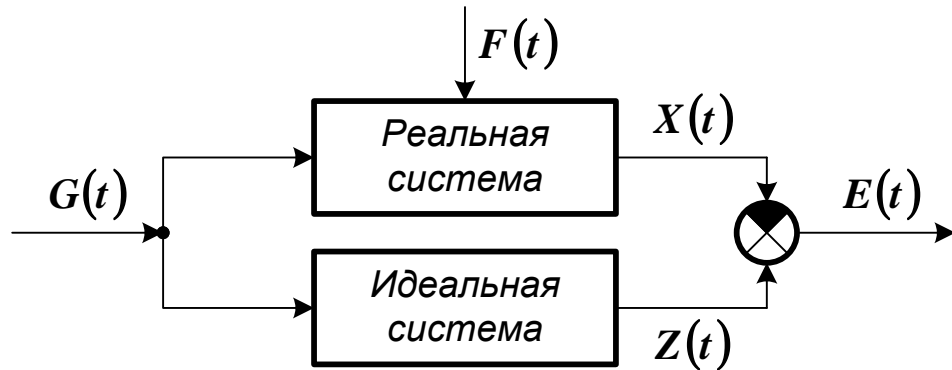 F(t)
Реальная
система
X(t)
G(t)
E(t)
Идеальная
система
Z(t)